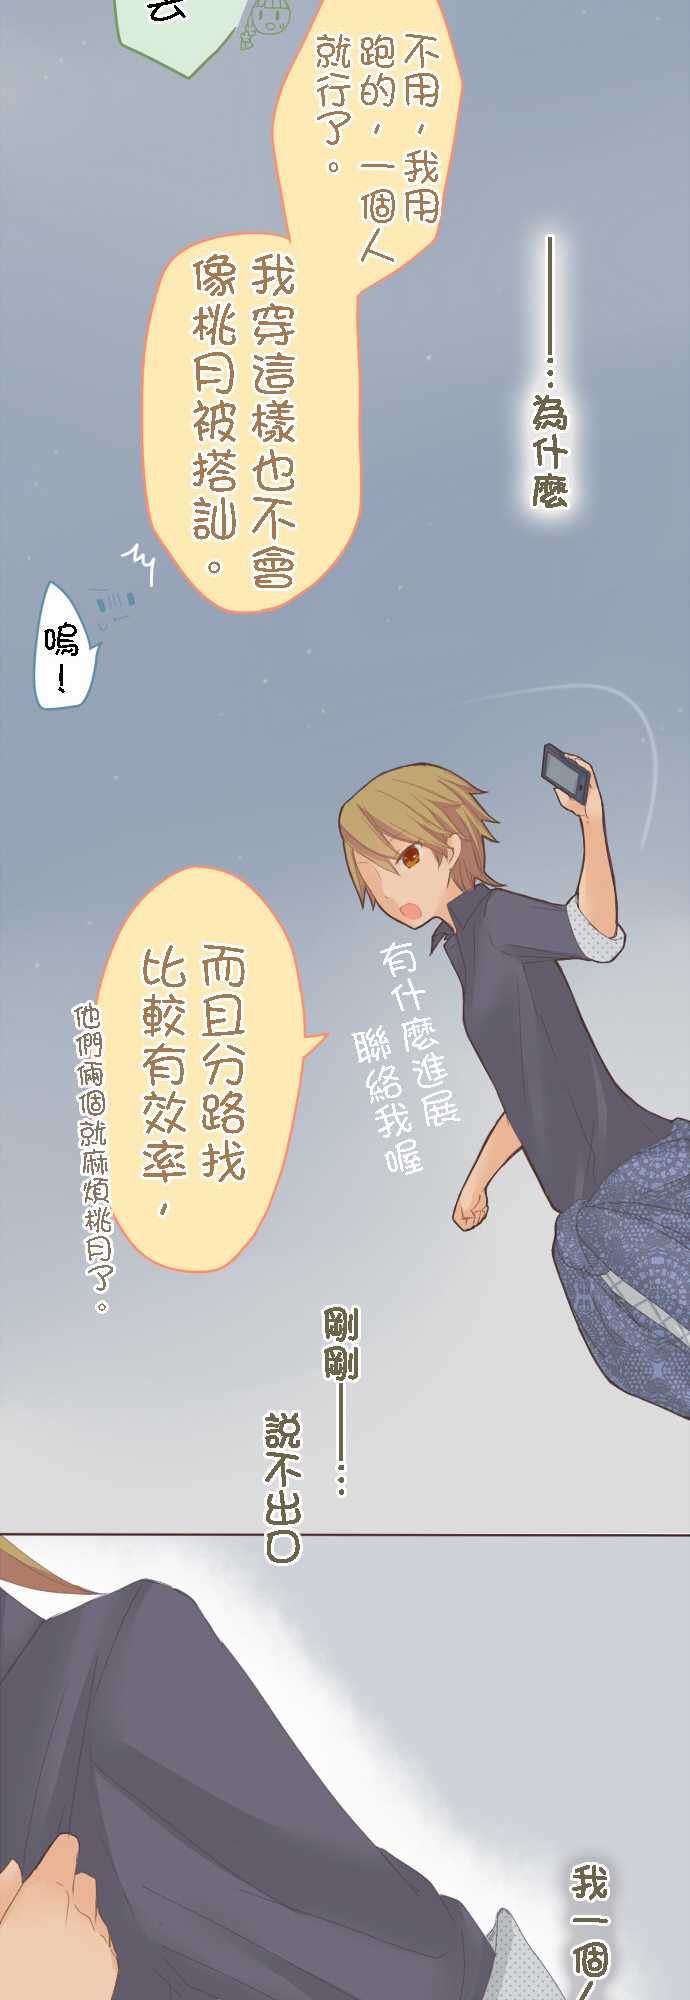 去
不用，我用
跑的，一個人
就行了。
我穿這樣也不會
像桃月被搭訕。
——…為什麼
嗚！
有什麼進展
聯絡我喔
而且分路找
比較有效率，
他們倆個就麻煩桃月了。
剛剛——…
說不出口
我一個人